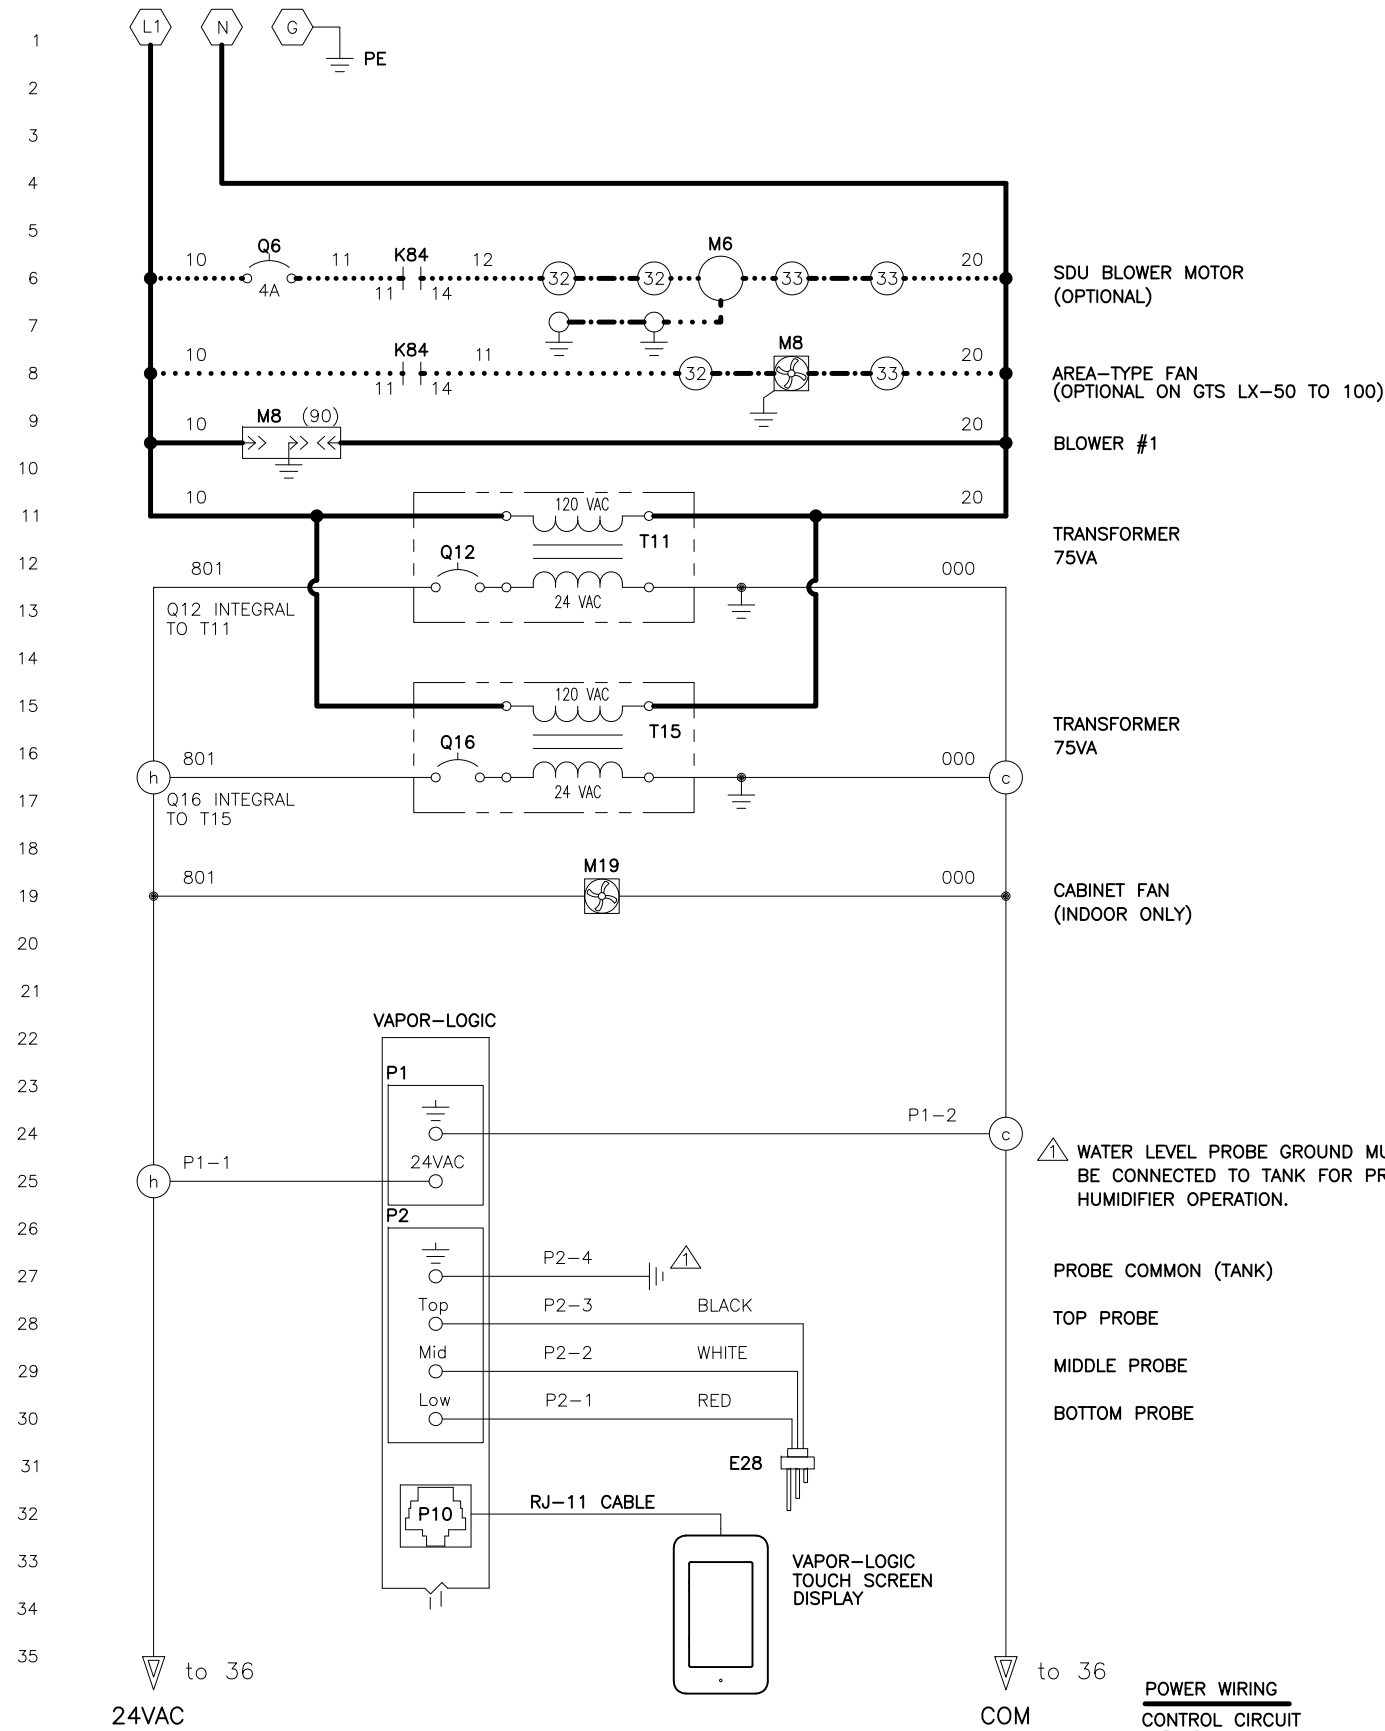 L1 N G
1
PE
2
3
4
5
Q6 M6
10 11 K84 12 20
6 32 32 33 33 SDU BLOWER MOTOR
4A 11 14 (OPTIONAL)
7
10 K84 11 M8 20
8 32 33 AREA-TYPE FAN
11 14 (OPTIONAL ON GTS LX-50 TO 100)
9 10 M8 (90) 20
BLOWER #1
10
10 120 VAC 20
11
T11 TRANSFORMER
12 801 Q12 000 75VA
13 Q12 INTEGRAL 24 VAC
TO T11
14
15 120 VAC
T15 TRANSFORMER
16 801 Q16 000 75VA
h c
17 Q16 INTEGRAL 24 VAC
TO T15
18
M19
801 000
19 CABINET FAN
(INDOOR ONLY)
20
21
VAPOR-LOGIC
22
23 P1
P1-2
24 c
WATER LEVEL PROBE GROUND
1
P1-1 24VAC
BE CONNECTED TO TANK FOR
25 h
HUMIDIFIER OPERATION.
P2
26
P2-4 1
27 PROBE COMMON (TANK)
Top P2-3 BLACK
28 TOP PROBE
Mid P2-2 WHITE
29 MIDDLE PROBE
Low P2-1 RED
30 BOTTOM PROBE
31 E28
RJ-11 CABLE
32 P10
33 VAPOR-LOGIC
TOUCH SCREEN
DISPLAY
34
35
to 36 to 36
POWER WIRING
24VAC COM
CONTROL CIRCUIT